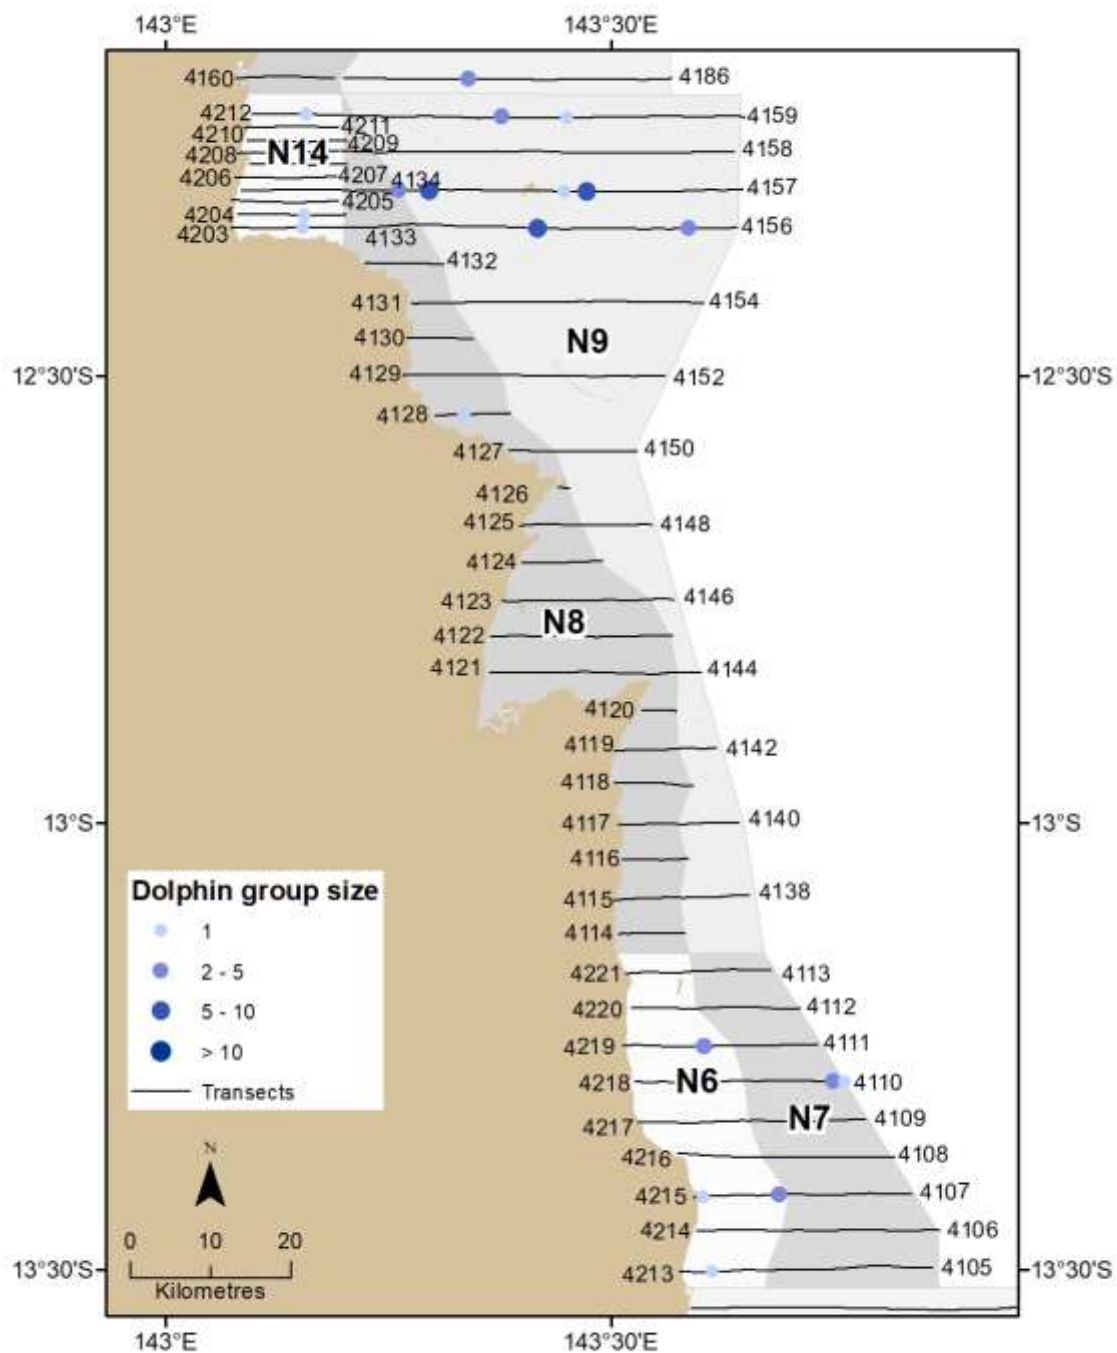 143°E 143°30'E
4160 4186
4212 4159
4211
4210
4209
4208 N14 4158
4206 4207 4134 4157
4205
4204
4203 4133 4156
4132
4131 4154
4130 N9
12°30'S 4129 4152 12°30'S
4128
4127 4150
4126
4125 4148
4124
4123 4146
N8
4122
4121 4144
4120
4119 4142
4118
13°S 4117 4140 13°S
4116
4115 4138
4114
4221 4113
4220 4112
4219 4111
4218 N6 4110
4217 N7 4109
4216 4108
4215 4107
4214 4106
13°30'S 4213 4105 13°30'S
Dolphin group size
1
2 - 5
5 - 10
> 10
Transects
N
0 10 20
Kilometres
143°E 143°30'E